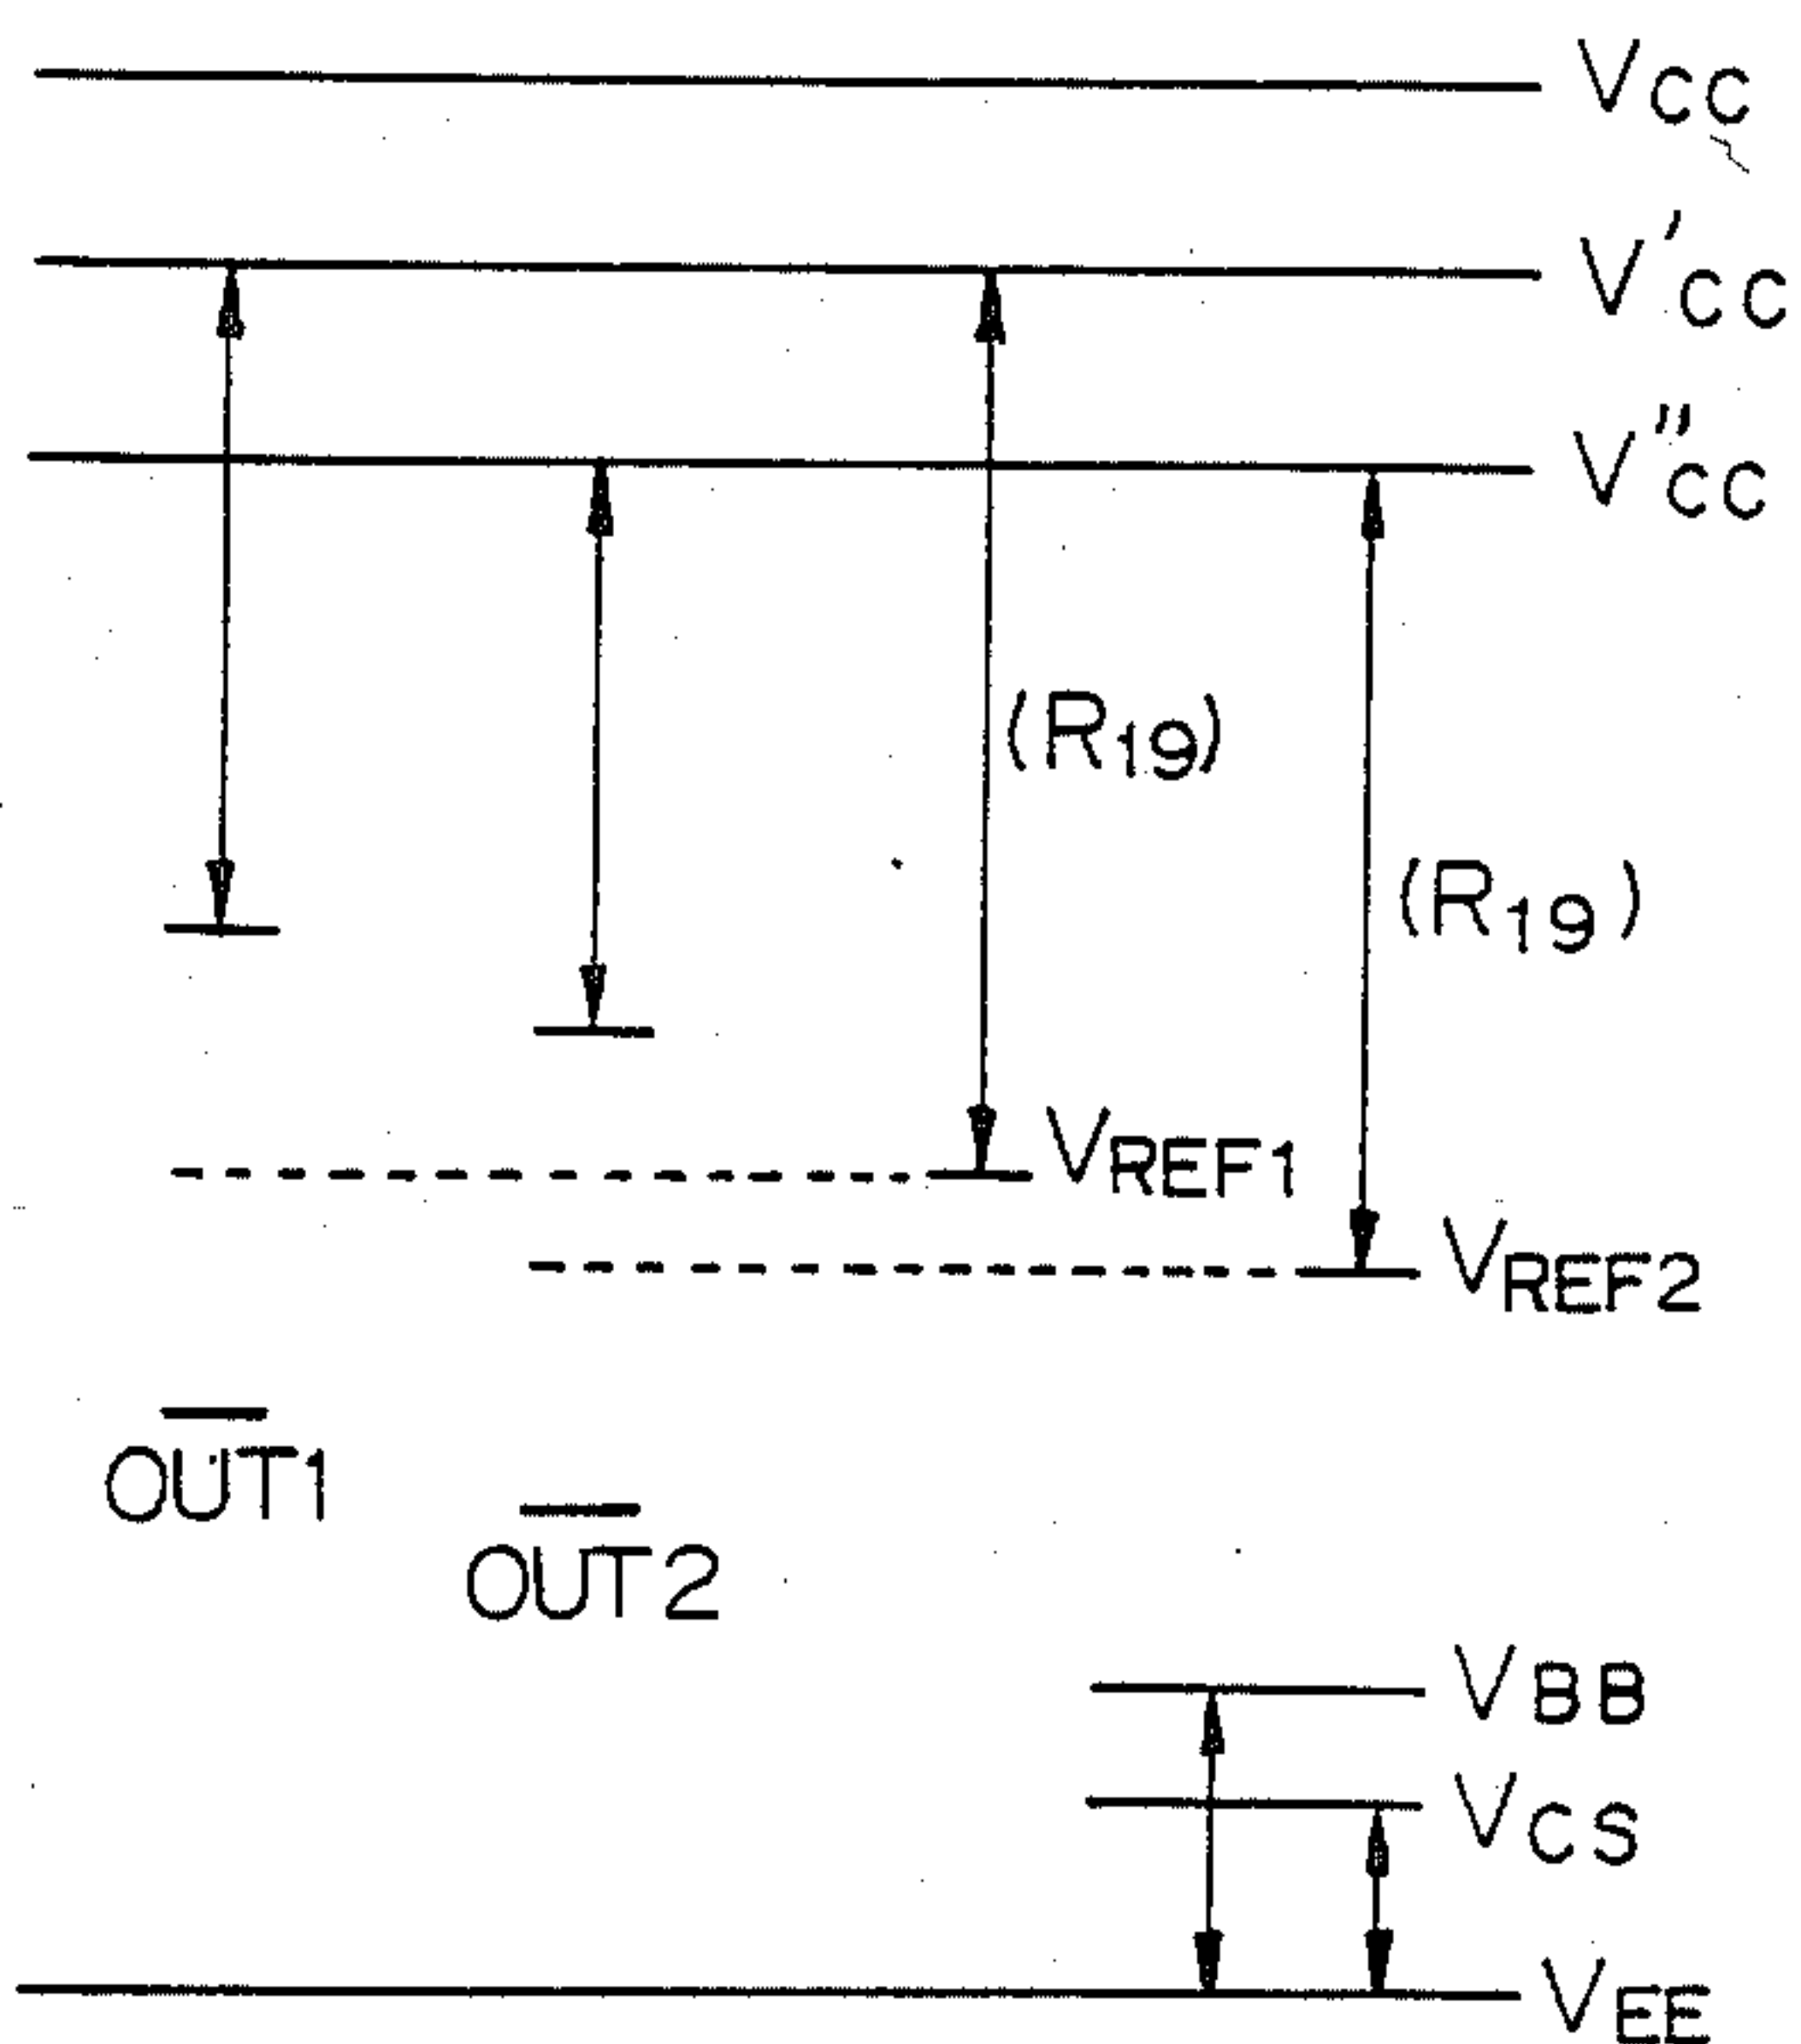 VCC
V'CC
V"CC
(R19)
(R19)
VREF1
VREF2
OUT1
OUT2
VBB
VCS
VEE